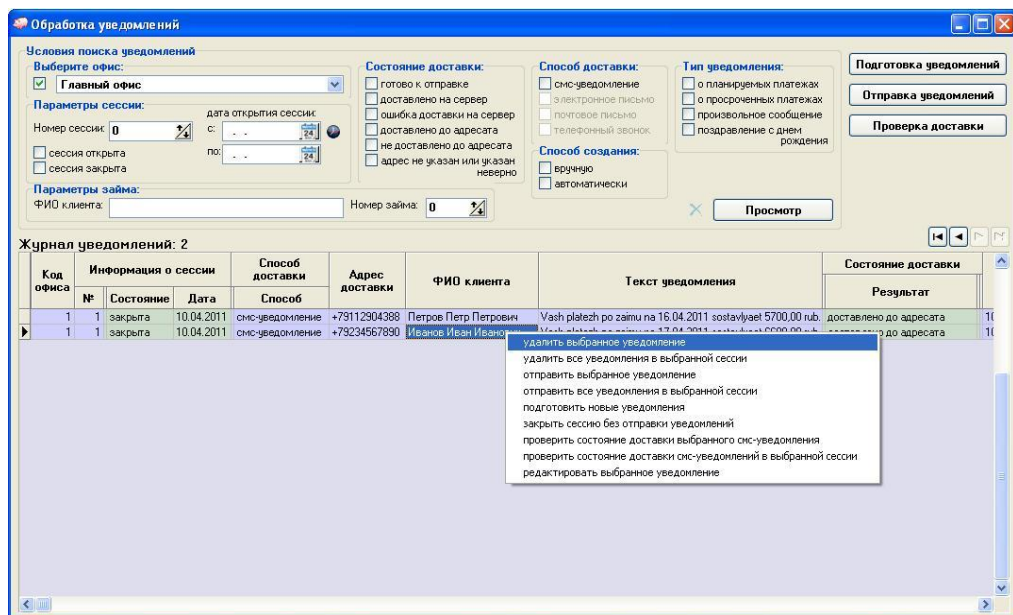 Обработка уведомлений
Условия поиска уведомлений
Выберите офис:
Главный офис
Параметры сессии:
дата открытия сессии:
Номер сессии: 0
с: . .
24
по: . .
24
сессия открыта
сессия закрыта
Состояние доставки:
готово к отправке
доставлено на сервер
ошибка доставки на сервер
доставлено до адресата
не доставлено до адресата
адрес не указан или указан
неверно
Способ доставки:
смс-уведомление
электронное письмо
почтовое письмо
телефонный звонок
Способ создания:
вручную
автоматически
Тип уведомления:
о планируемых платежах
о просроченных платежах
произвольное сообщение
поздравление с днем
рождения
Подготовка уведомлений
Отправка уведомлений
Проверка доставки
Параметры займа:
ФИО клиента:
Номер займа: 0
Просмотр
Журнал уведомлений: 2
Код офиса
Информация о сессии
№ Состояние Дата
Способ доставки
Способ
Адрес доставки
ФИО клиента
Текст уведомления
Состояние доставки
Результат
1 1 закрыта 10.04.2011 смс-уведомление +79112904388 Петров Петр Петрович Vash platezh po zaimu na 16.04.2011 sostavlyaet 5700,00 rub. доставлено до адресата 10
1 1 закрыта 10.04.2011 смс-уведомление +79234567890 Иванов Иван до адресата
удалить выбранное уведомление
удалить все уведомления в выбранной сессии
отправить выбранное уведомление
отправить все уведомления в выбранной сессии
подготовить новые уведомления
закрыть сессию без отправки уведомлений
проверить состояние доставки выбранного смс-уведомления
проверить состояние доставки смс-уведомлений в выбранной сессии
редактировать выбранное уведомление